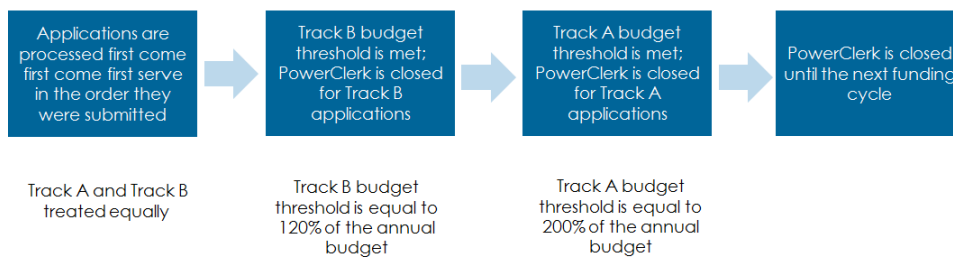 Applications are
processed first come
first come first serve
in the order they
were submitted
Track B budget
threshold is met;
PowerClerk is closed
for Track B
applications
Track A budget
threshold is met;
PowerClerk is closed
for Track A
applications
PowerClerk is closed
until the next funding
cycle
Track A and Track B
treated equally
Track B budget
threshold is equal to
120% of the annual
budget
Track A budget
threshold is equal to
200% of the annual
budget